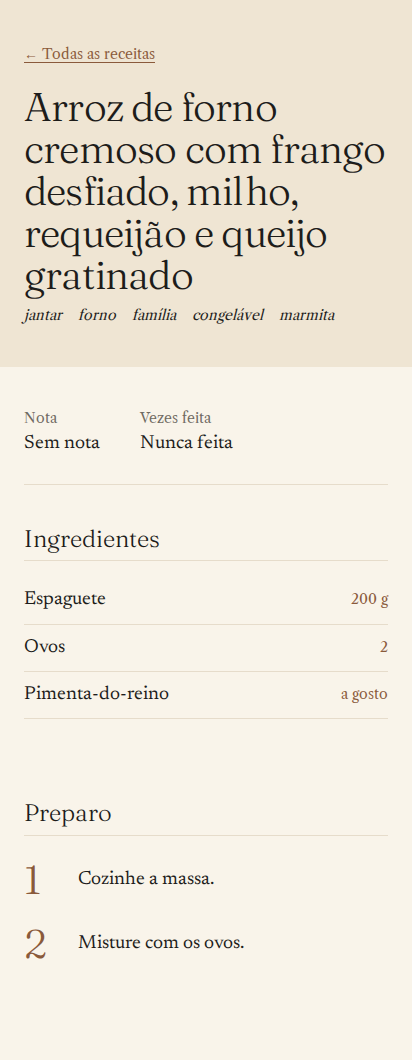 ← Todas as receitas
Arroz de forno
cremoso com frango
desfiado, milho,
requeijão e queijo
gratinado
jantar forno família congelável marmita
Nota Vezes feita
Sem nota Nunca feita
Ingredientes
Espaguete 200 g
Ovos 2
Pimenta-do-reino a gosto
Preparo
1 Cozinhe a massa.
2 Misture com os ovos.